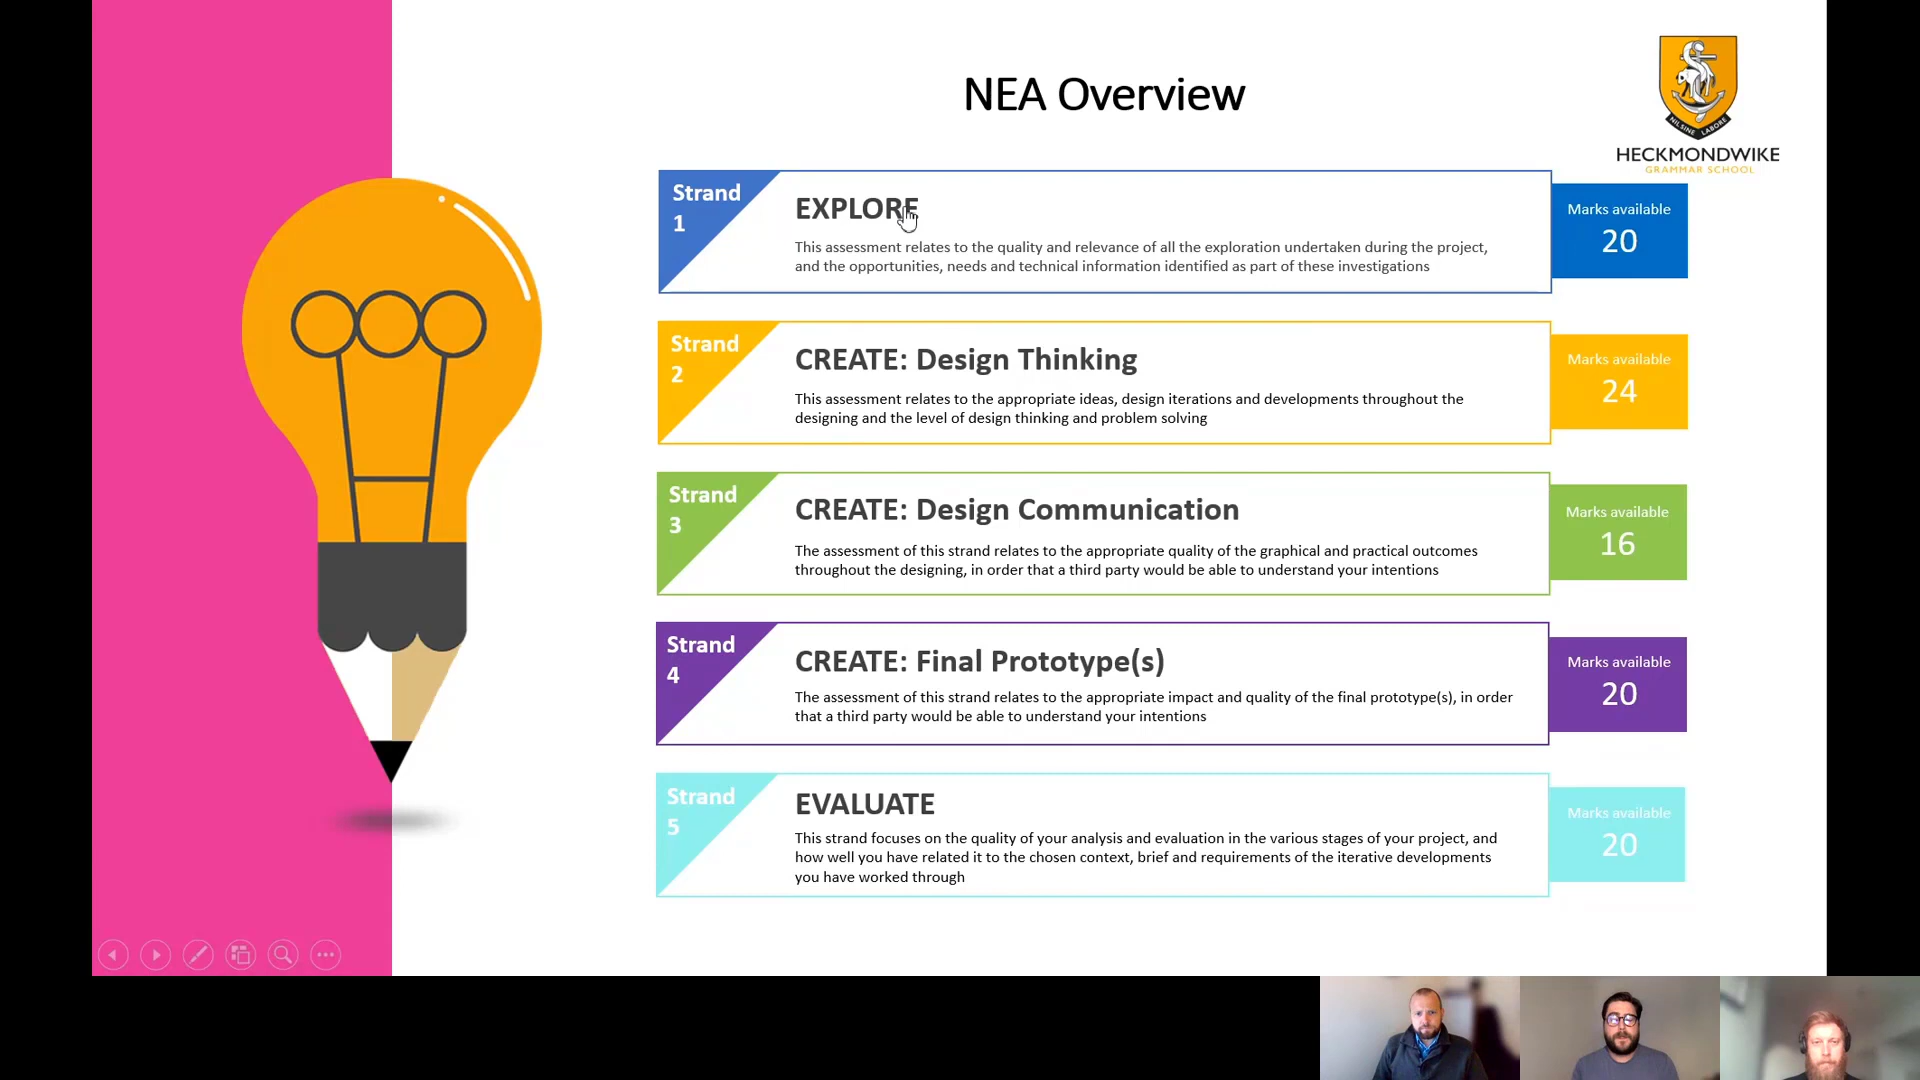 NEA Overview
NIL SINE LABORE
HECKMONDWIKE
GRAMMAR SCHOOL
Strand
1
EXPLORE
This assessment relates to the quality and relevance of all the exploration undertaken during the project,
and the opportunities, needs and technical information identified as part of these investigations
Marks available
20
Strand
2
CREATE: Design Thinking
This assessment relates to the appropriate ideas, design iterations and developments throughout the
designing and the level of design thinking and problem solving
Marks available
24
Strand
3
CREATE: Design Communication
The assessment of this strand relates to the appropriate quality of the graphical and practical outcomes
throughout the designing, in order that a third party would be able to understand your intentions
Marks available
16
Strand
4
CREATE: Final Prototype(s)
The assessment of this strand relates to the appropriate impact and quality of the final prototype(s), in order
that a third party would be able to understand your intentions
Marks available
20
Strand
5
EVALUATE
This strand focuses on the quality of your analysis and evaluation in the various stages of your project, and
how well you have related it to the chosen context, brief and requirements of the iterative developments
you have worked through
Marks available
20